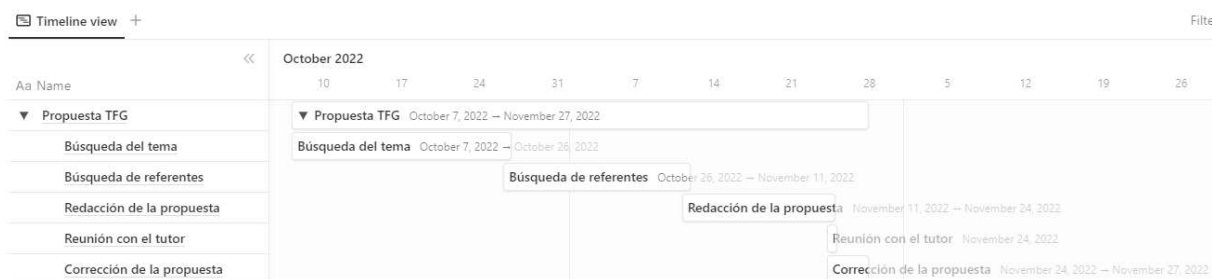 Timeline view +
Filte
October 2022
Aa Name
10 17 24 31 7 14 21 28 5 12 19 26
▼ Propuesta TFG
▼ Propuesta TFG October 7, 2022 → November 27, 2022
Búsqueda del tema
Búsqueda del tema October 7, 2022 → October 26, 2022
Búsqueda de referentes
Búsqueda de referentes October 26, 2022 → November 11, 2022
Redacción de la propuesta
Redacción de la propuesta November 11, 2022 → November 24, 2022
Reunión con el tutor
Reunión con el tutor November 24, 2022
Corrección de la propuesta
Corrección de la propuesta November 24, 2022 → November 27, 2022